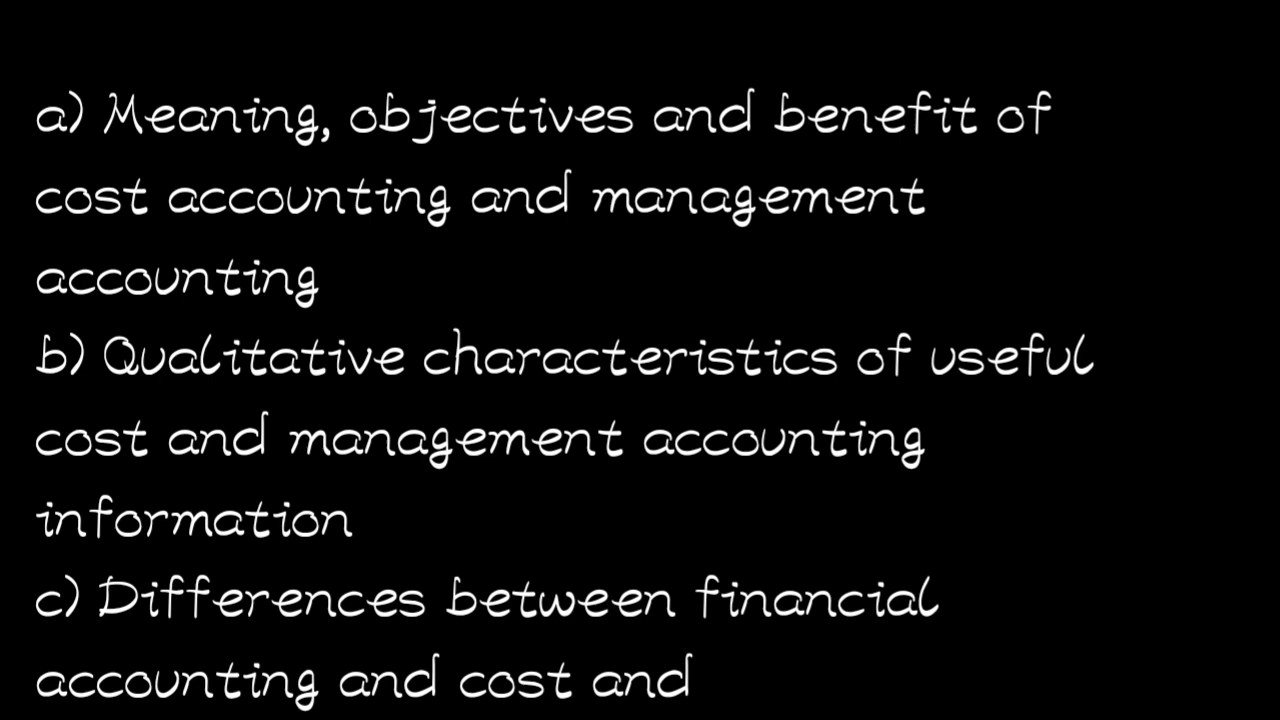 a) Meaning, objectives and benefit of
cost accounting and management
accounting
b) Qualitative characteristics of useful
cost and management accounting
information
c) Differences between financial
accounting and cost and